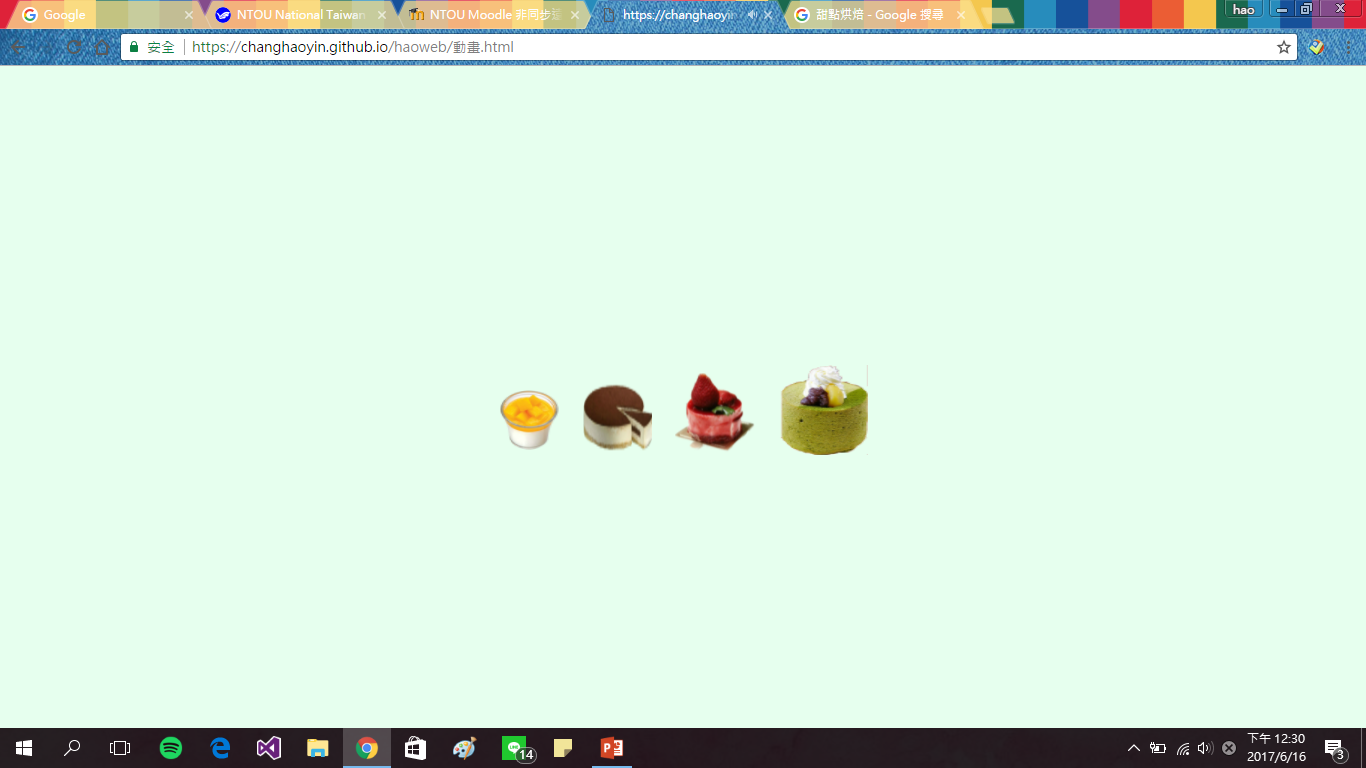 Google
NTOU National Taiwan
NTOU Moodle 非同步
https://changhaoyin
甜點烘焙 - Google 搜尋
hao
安全
https://changhaoyin.github.io/haoweb/動畫.html
14
下午 12:30
2017/6/16
3